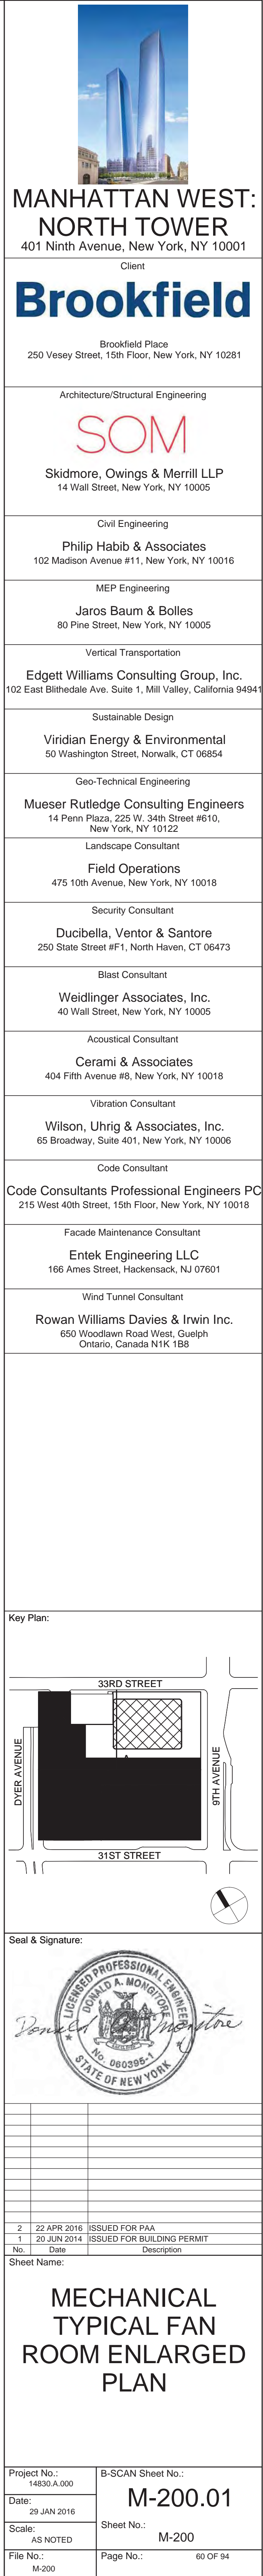 MANHATTAN WEST:
NORTH TOWER
401 Ninth Avenue, New York, NY 10001
Client
Brookfield
Brookfield Place
250 Vesey Street, 15th Floor, New York, NY 10281
Architecture/Structural Engineering
SOM
Skidmore, Owings & Merrill LLP
14 Wall Street, New York, NY 10005
Civil Engineering
Philip Habib & Associates
102 Madison Avenue #11, New York, NY 10016
MEP Engineering
Jaros Baum & Bolles
80 Pine Street, New York, NY 10005
Vertical Transportation
Edgett Williams Consulting Group, Inc.
102 East Blithedale Ave. Suite 1, Mill Valley, California 94941
Sustainable Design
Viridian Energy & Environmental
50 Washington Street, Norwalk, CT 06854
Geo-Technical Engineering
Mueser Rutledge Consulting Engineers
14 Penn Plaza, 225 W. 34th Street #610,
New York, NY 10122
Landscape Consultant
Field Operations
475 10th Avenue, New York, NY 10018
Security Consultant
Ducibella, Ventor & Santore
250 State Street #F1, North Haven, CT 06473
Blast Consultant
Weidlinger Associates, Inc.
40 Wall Street, New York, NY 10005
Acoustical Consultant
Cerami & Associates
404 Fifth Avenue #8, New York, NY 10018
Vibration Consultant
Wilson, Uhrig & Associates, Inc.
65 Broadway, Suite 401, New York, NY 10006
Code Consultant
Code Consultants Professional Engineers PC
215 West 40th Street, 15th Floor, New York, NY 10018
Facade Maintenance Consultant
Entek Engineering LLC
166 Ames Street, Hackensack, NJ 07601
Wind Tunnel Consultant
Rowan Williams Davies & Irwin Inc.
650 Woodlawn Road West, Guelph
Ontario, Canada N1K 1B8
Key Plan:
33RD STREET
DYER AVENUE
9TH AVENUE
31ST STREET
Seal & Signature:
LICENSED PROFESSIONAL ENGINEER
DONALD A. MONGITORE
No. 060395-1
STATE OF NEW YORK
2 22 APR 2016 ISSUED FOR PAA
1 20 JUN 2014 ISSUED FOR BUILDING PERMIT
No. Date Description
Sheet Name:
MECHANICAL
TYPICAL FAN
ROOM ENLARGED
PLAN
Project No.:
14830.A.000
B-SCAN Sheet No.:
M-200.01
Date:
29 JAN 2016
Scale:
AS NOTED
Sheet No.:
M-200
File No.:
M-200
Page No.: 60 OF 94